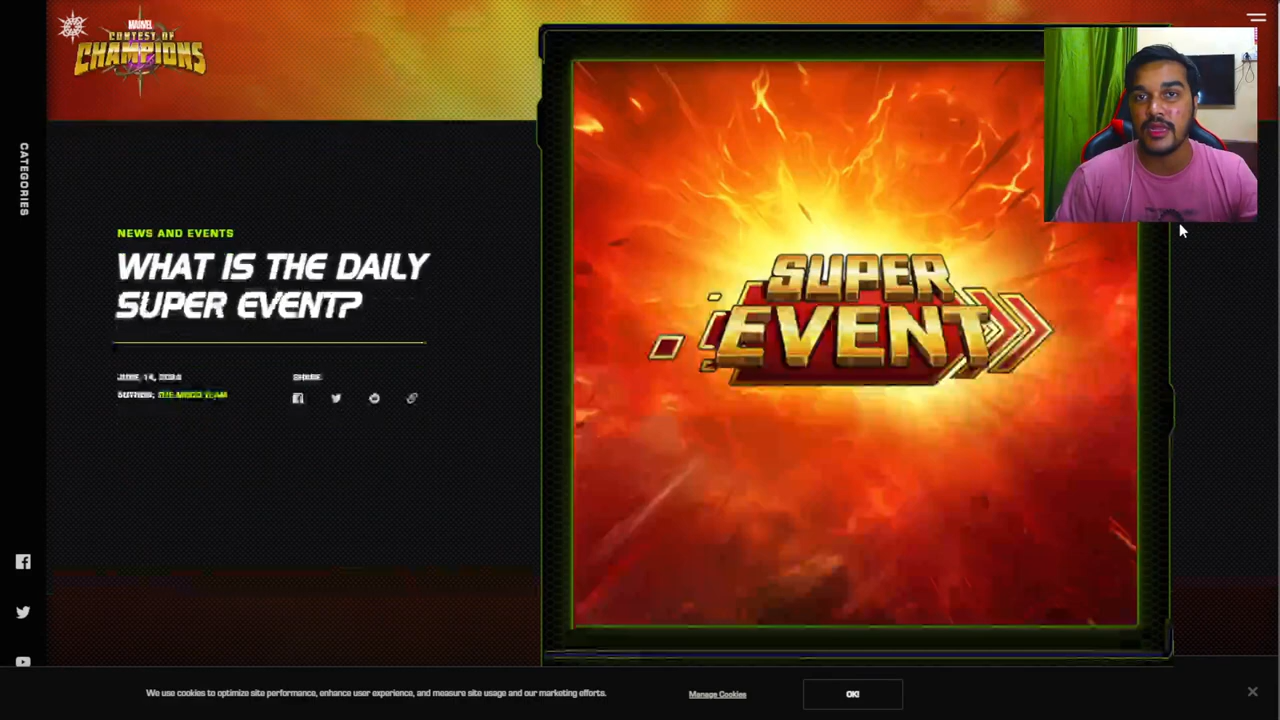 MARVEL
CONTEST OF
CHAMPIONS
CATEGORIES
NEWS AND EVENTS
WHAT IS THE DAILY
SUPER EVENT?
SHARE
SUPER
EVENT
We use cookies to optimize site performance, enhance user experience, and measure site usage and our marketing efforts.
Manage Cookies
OK!